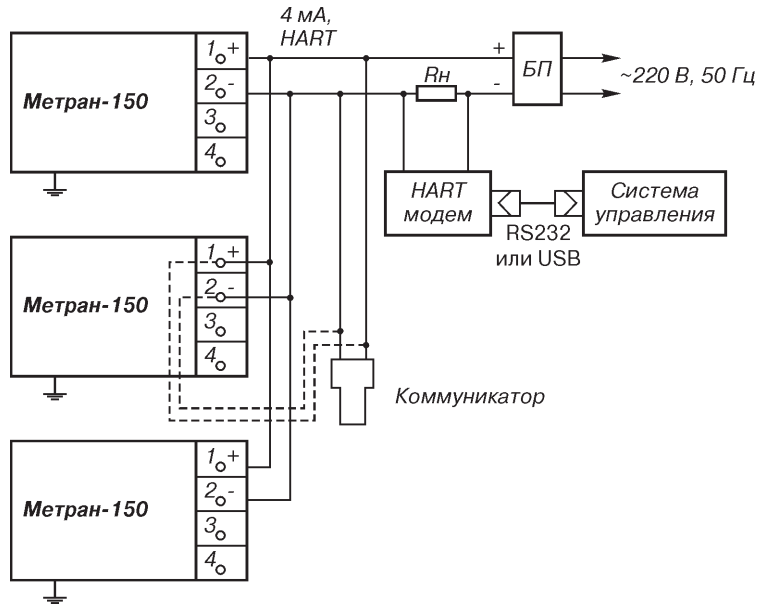 4 мА,
HART
Метран-150
1 +
2 -
3
4
+
-
Rн
БП
~220 В, 50 Гц
HART
модем
RS232
или USB
Система
управления
Метран-150
1 +
2 -
3
4
Коммуникатор
Метран-150
1 +
2 -
3
4